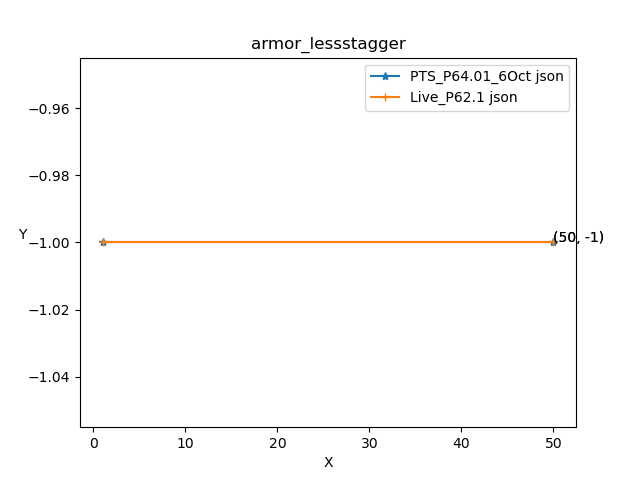 armor_lessstagger
PTS_P64.01_6Oct json
Live_P62.1 json
−0.96
−0.98
Y
−1.00
(50, -1)
−1.02
−1.04
0
10
20
30
40
50
X